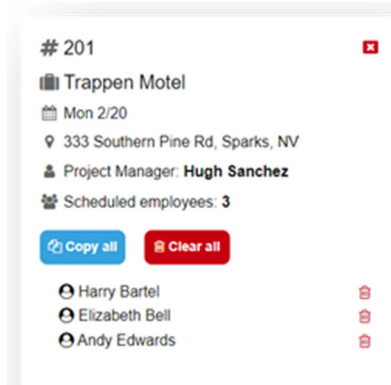 # 201
Trappen Motel
Mon 2/20
333 Southern Pine Rd, Sparks, NV
Project Manager: Hugh Sanchez
Scheduled employees: 3
Copy all Clear all
Harry Bartel
Elizabeth Bell
Andy Edwards